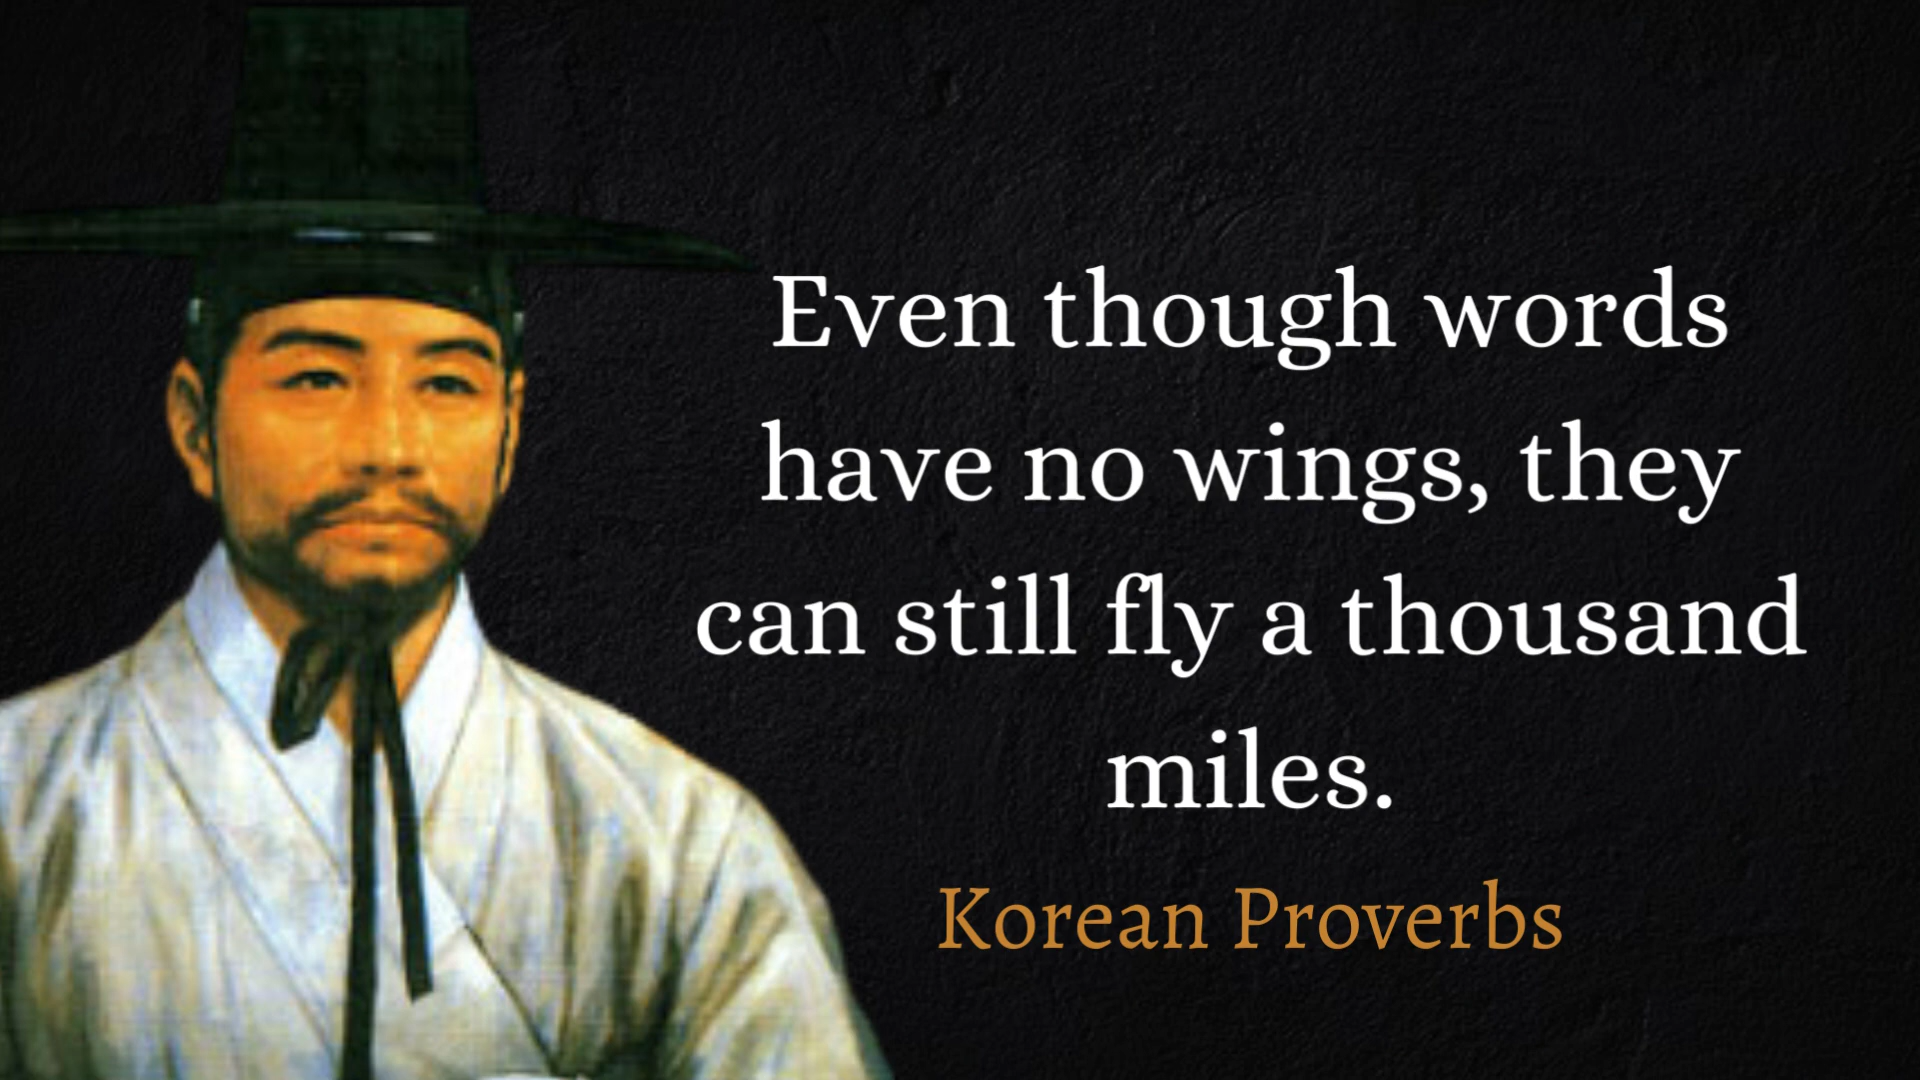 Even though words
have no wings, they
can still fly a thousand
miles.
Korean Proverbs